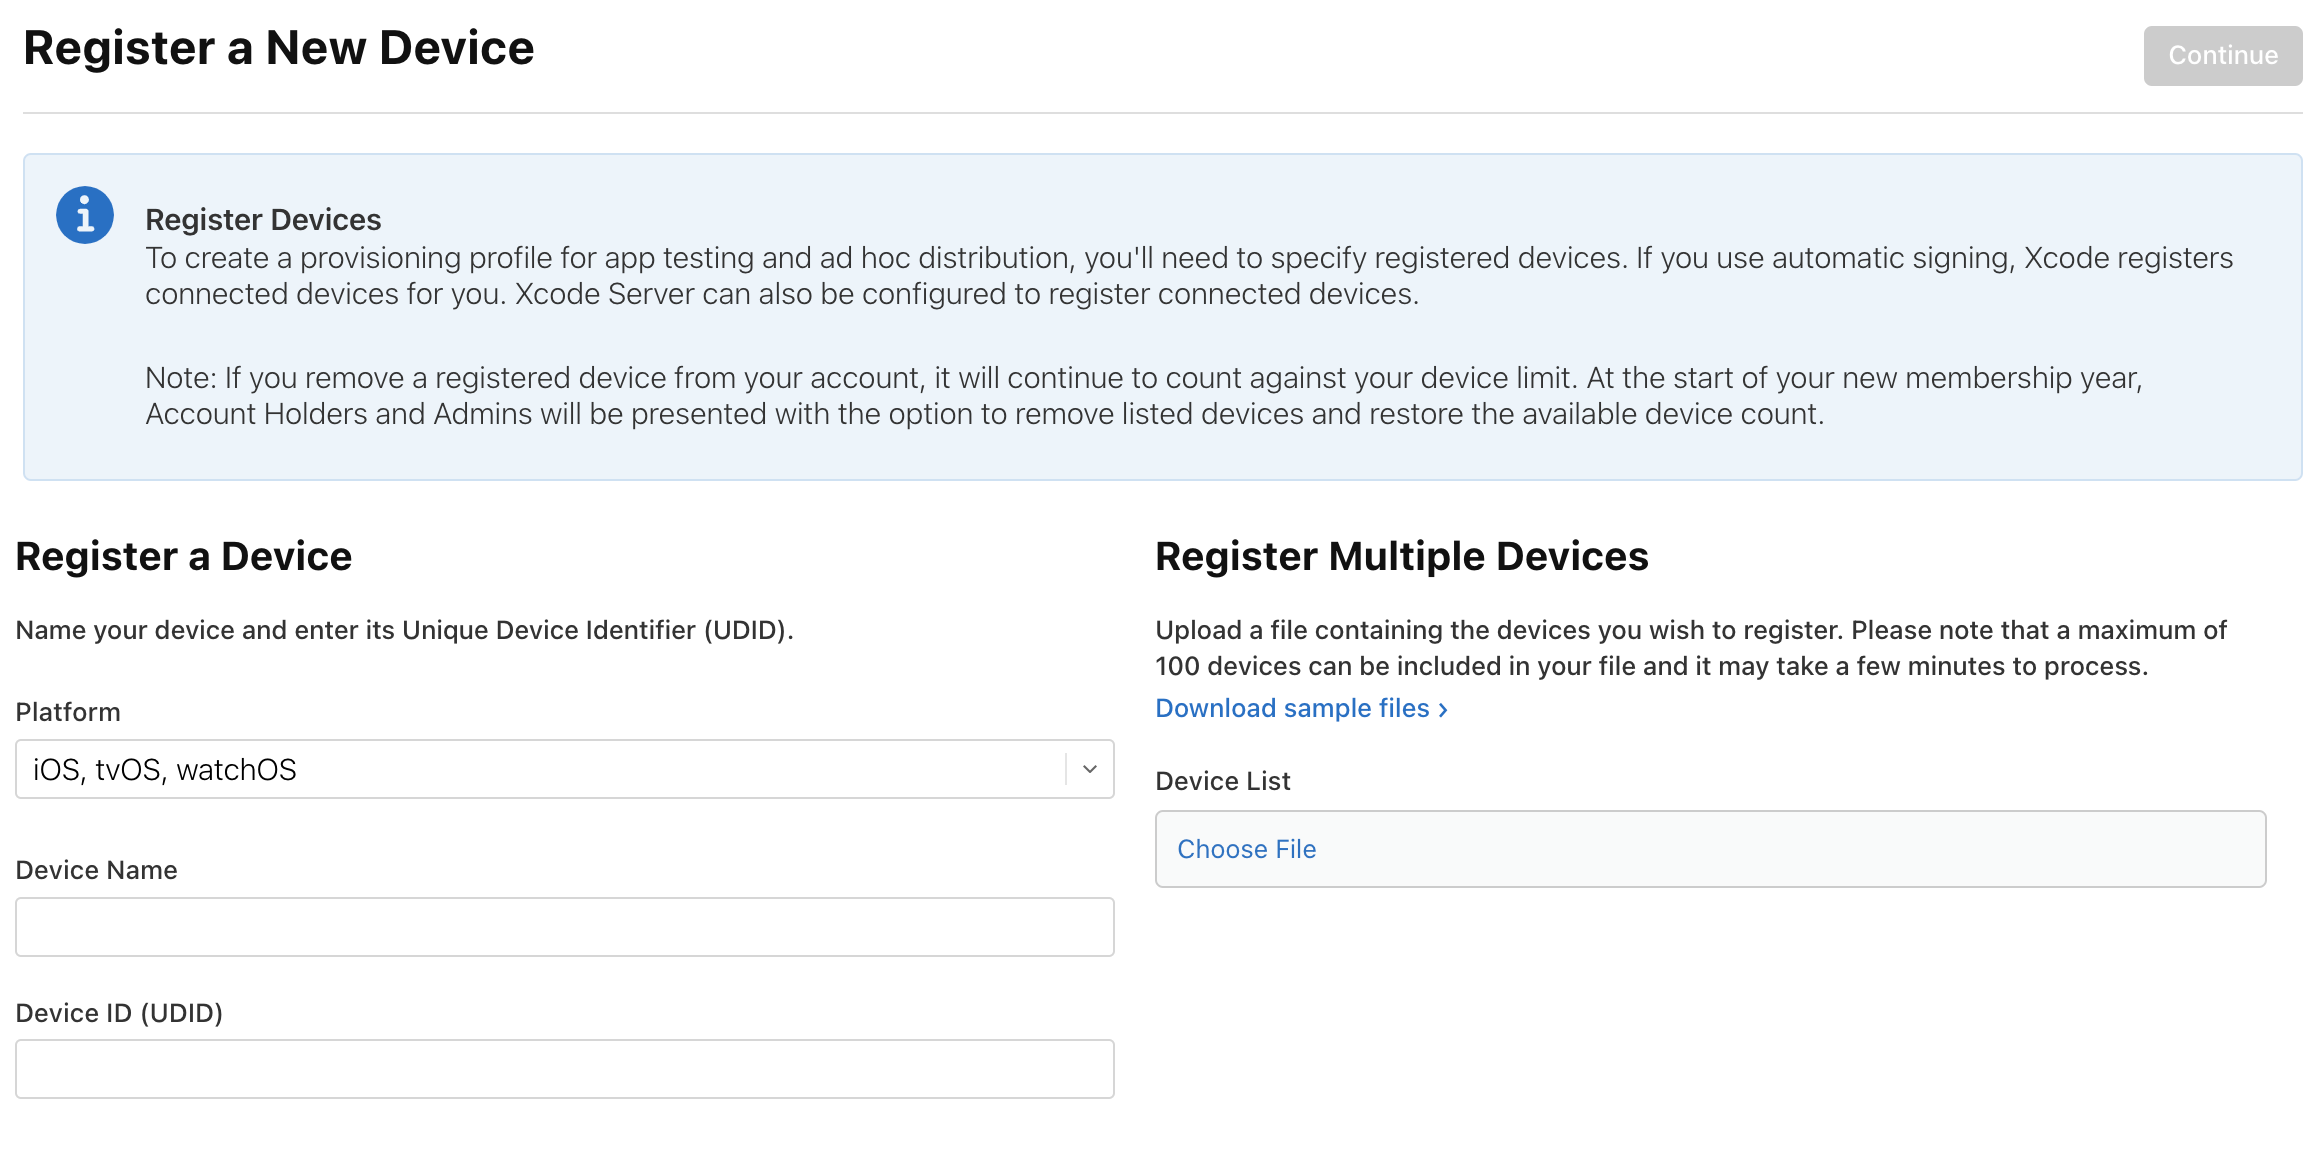 Register a New Device
Continue
Register Devices
To create a provisioning profile for app testing and ad hoc distribution, you'll need to specify registered devices. If you use automatic signing, Xcode registers
connected devices for you. Xcode Server can also be configured to register connected devices.
Note: If you remove a registered device from your account, it will continue to count against your device limit. At the start of your new membership year,
Account Holders and Admins will be presented with the option to remove listed devices and restore the available device count.
Register a Device
Name your device and enter its Unique Device Identifier (UDID).
Platform
iOS, tvOS, watchOS
Device Name
Device ID (UDID)
Register Multiple Devices
Upload a file containing the devices you wish to register. Please note that a maximum of
100 devices can be included in your file and it may take a few minutes to process.
Download sample files ›
Device List
Choose File